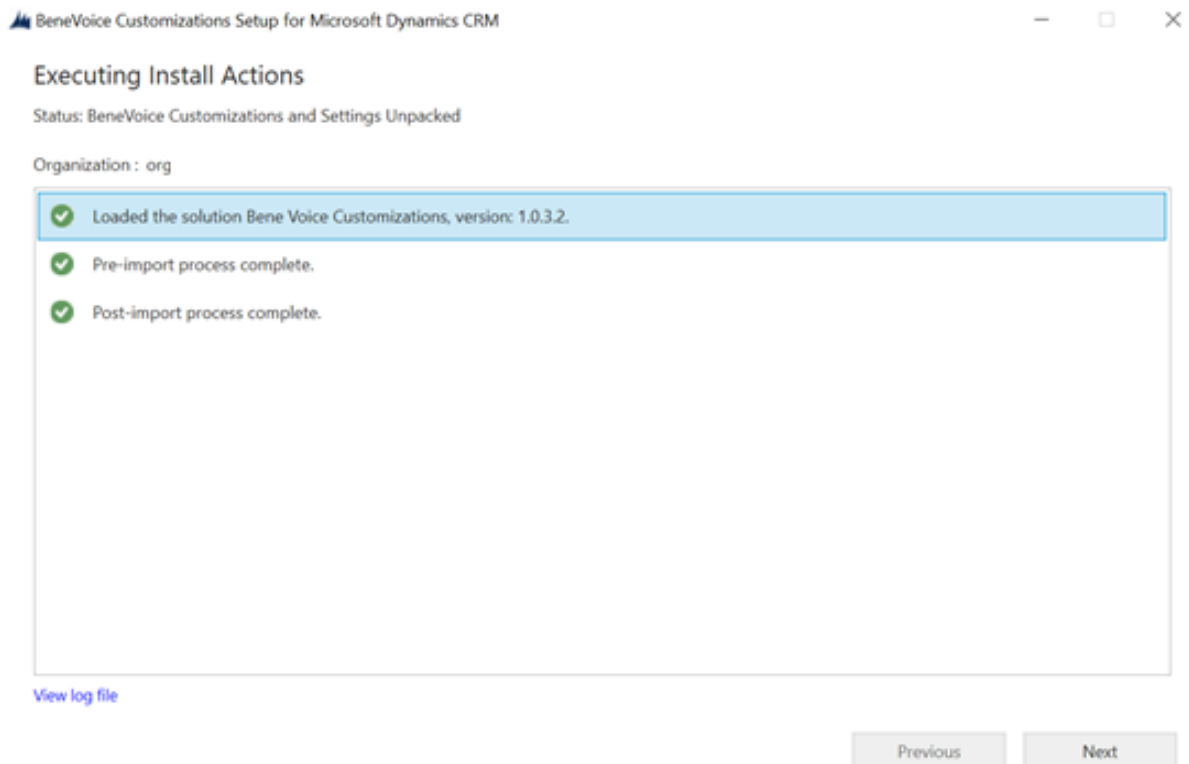 BeneVoice Customizations Setup for Microsoft Dynamics CRM
Executing Install Actions
Status: BeneVoice Customizations and Settings Unpacked
Organization : org
Loaded the solution Bene Voice Customizations, version: 1.0.3.2.
Pre-import process complete.
Post-import process complete.
View log file
Previous Next